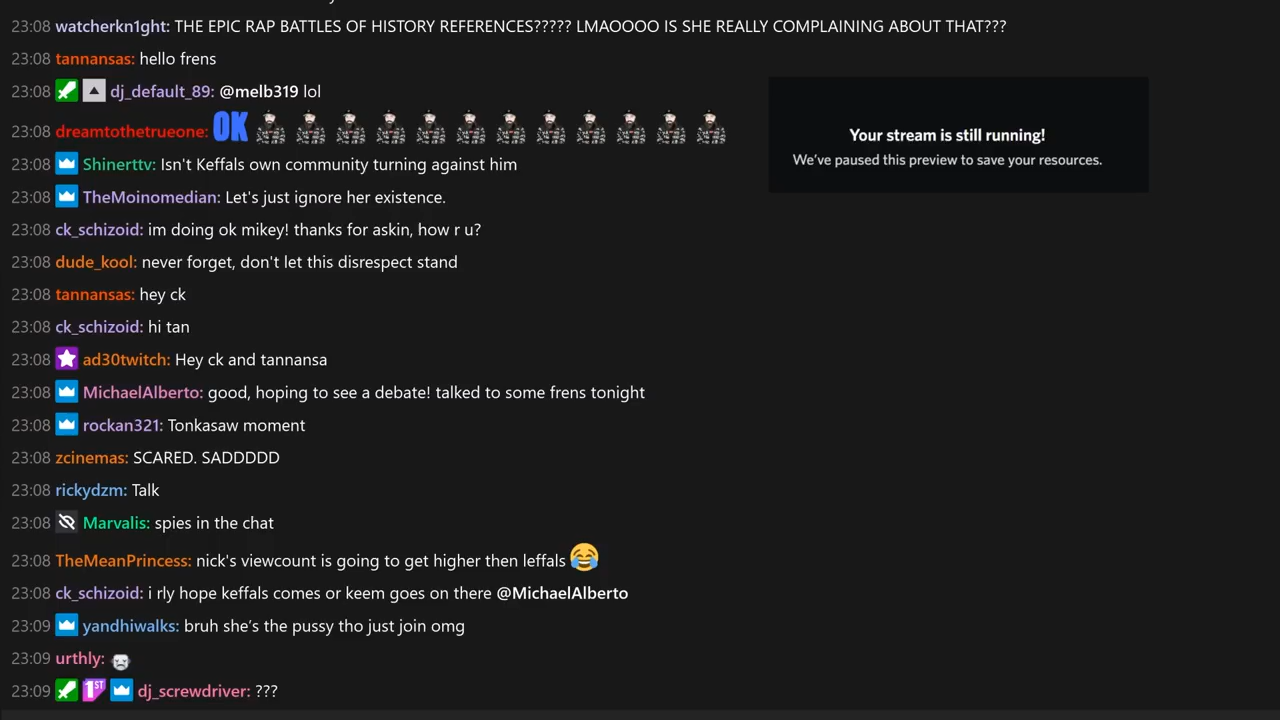 23:08 watcherkn1ght: THE EPIC RAP BATTLES OF HISTORY REFERENCES????? LMAOOOO IS SHE REALLY COMPLAINING ABOUT THAT???
23:08 tannansas: hello frens
23:08 dj_default_89: @melb319 lol
23:08 dreamtothetrueone: OK
23:08 Shinerttv: Isn't Keffals own community turning against him
23:08 TheMoinomedian: Let's just ignore her existence.
23:08 ck_schizoid: im doing ok mikey! thanks for askin, how r u?
23:08 dude_kool: never forget, don't let this disrespect stand
23:08 tannansas: hey ck
23:08 ck_schizoid: hi tan
23:08 ad30twitch: Hey ck and tannansa
23:08 MichaelAlberto: good, hoping to see a debate! talked to some frens tonight
23:08 rockan321: Tonkasaw moment
23:08 zcinemas: SCARED. SADDDDD
23:08 rickydzm: Talk
23:08 Marvalis: spies in the chat
23:08 TheMeanPrincess: nick's viewcount is going to get higher then leffals 😂
23:08 ck_schizoid: i rly hope keffals comes or keem goes on there @MichaelAlberto
23:09 yandhiwalks: bruh she's the pussy tho just join omg
23:09 urthly:
23:09 1ST dj_screwdriver: ???
Your stream is still running!
We've paused this preview to save your resources.